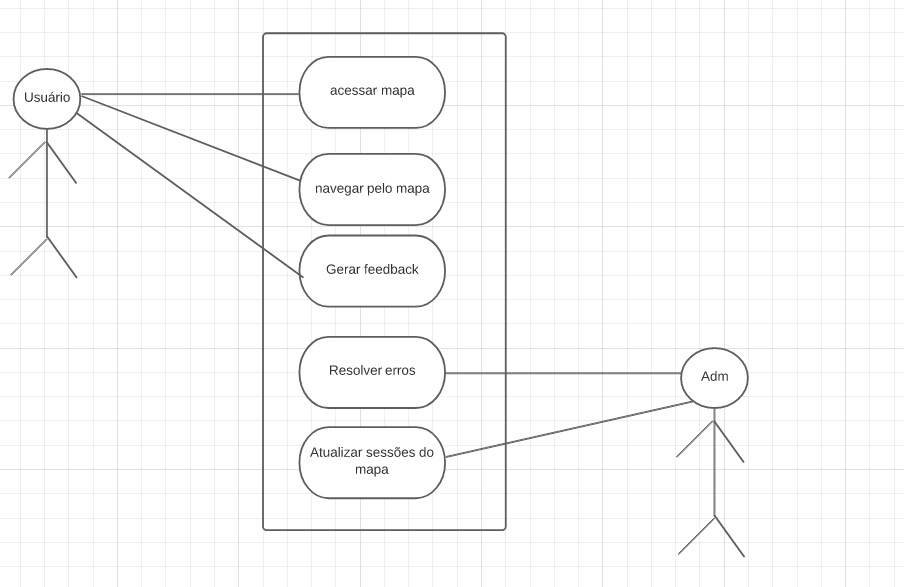 Usuário
acessar mapa
navegar pelo mapa
Gerar feedback
Resolver erros
Adm
Atualizar sessões do
mapa